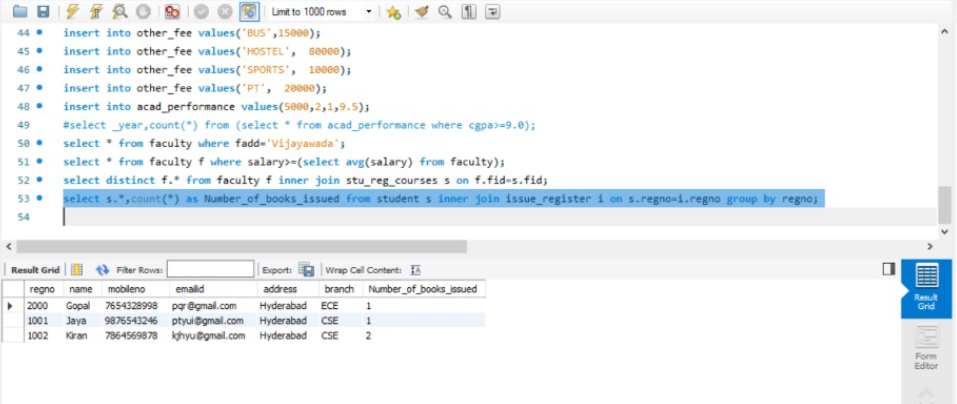 Limit to 1000 rows
44 insert into other_fee values('BUS',15000);
45 insert into other_fee values('HOSTEL', 80000);
46 insert into other_fee values('SPORTS', 10000);
47 insert into other_fee values('PT', 20000);
48 insert into acad_performance values(5000,2,1,9.5);
49 #select _year,count(*) from (select * from acad_performance where cgpa>=9.0);
50 select * from faculty where fadd='Vijayawada';
51 select * from faculty f where salary>=(select avg(salary) from faculty);
52 select distinct f.* from faculty f inner join stu_reg_courses s on f.fid=s.fid;
53 select s.*,count(*) as Number_of_books_issued from student s inner join issue_register i on s.regno=i.regno group by regno;
54
Result Grid Filter Rows: Export: Wrap Cell Content:
regno name mobileno emailid address branch Number_of_books_issued
2000 Gopal 7654328998 pqr@gmail.com Hyderabad ECE 1
1001 Jaya 9876543246 ptyui@gmail.com Hyderabad CSE 1
1002 Kiran 7864569878 kjhyui@gmail.com Hyderabad CSE 2
Result
Grid
Form
Editor